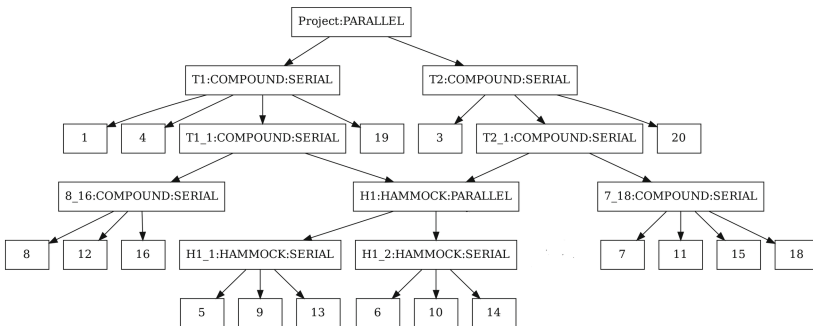 Project:PARALLEL
T1:COMPOUND:SERIAL
T2:COMPOUND:SERIAL
1
4
T1_1:COMPOUND:SERIAL
19
3
T2_1:COMPOUND:SERIAL
20
8_16:COMPOUND:SERIAL
H1:HAMMOCK:PARALLEL
7_18:COMPOUND:SERIAL
8
12
16
H1_1:HAMMOCK:SERIAL
H1_2:HAMMOCK:SERIAL
7
11
15
18
5
9
13
6
10
14